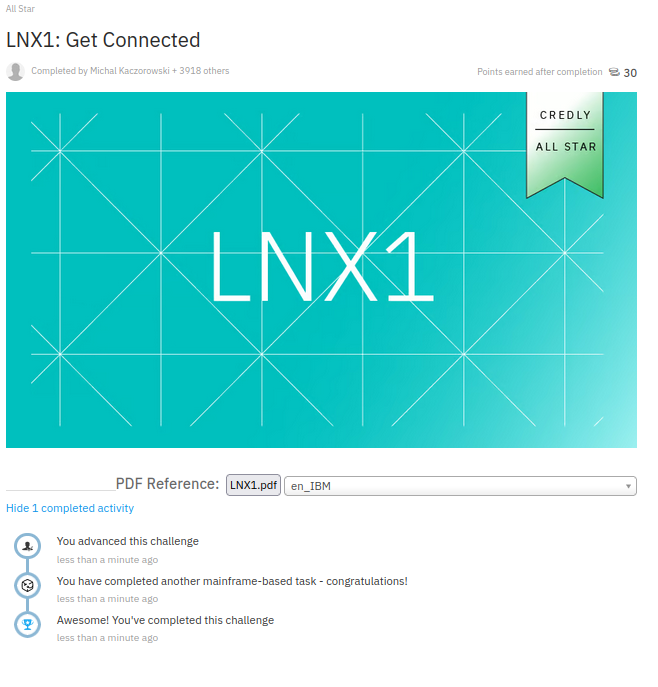 All Star
LNX1: Get Connected
Completed by Michal Kaczorowski + 3918 others
Points earned after completion 30
CREDLY
ALL STAR
LNX1
PDF Reference: LNX1.pdf en_IBM
Hide 1 completed activity
You advanced this challenge
less than a minute ago
You have completed another mainframe-based task - congratulations!
less than a minute ago
Awesome! You've completed this challenge
less than a minute ago